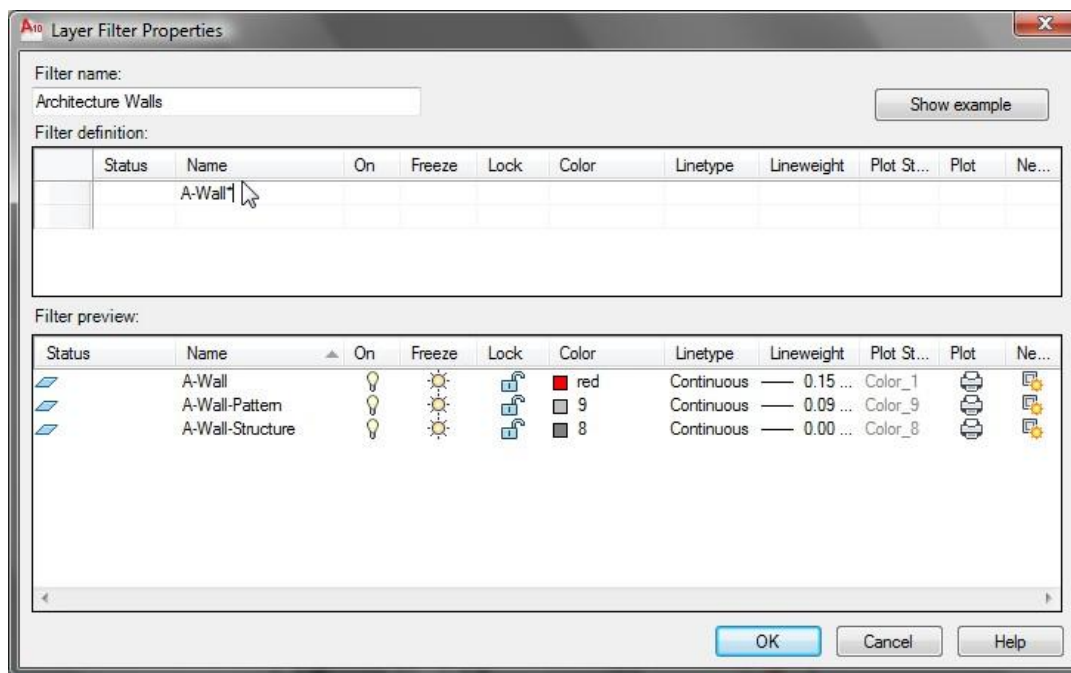 A10 Layer Filter Properties
Filter name:
Architecture Walls
Show example
Filter definition:
Status Name On Freeze Lock Color Linetype Lineweight Plot St... Plot Ne...
A-Wall*
Filter preview:
Status Name On Freeze Lock Color Linetype Lineweight Plot St... Plot Ne...
A-Wall red Continuous 0.15 ... Color_1
A-Wall-Pattern 9 Continuous 0.09 ... Color_9
A-Wall-Structure 8 Continuous 0.00 ... Color_8
OK Cancel Help